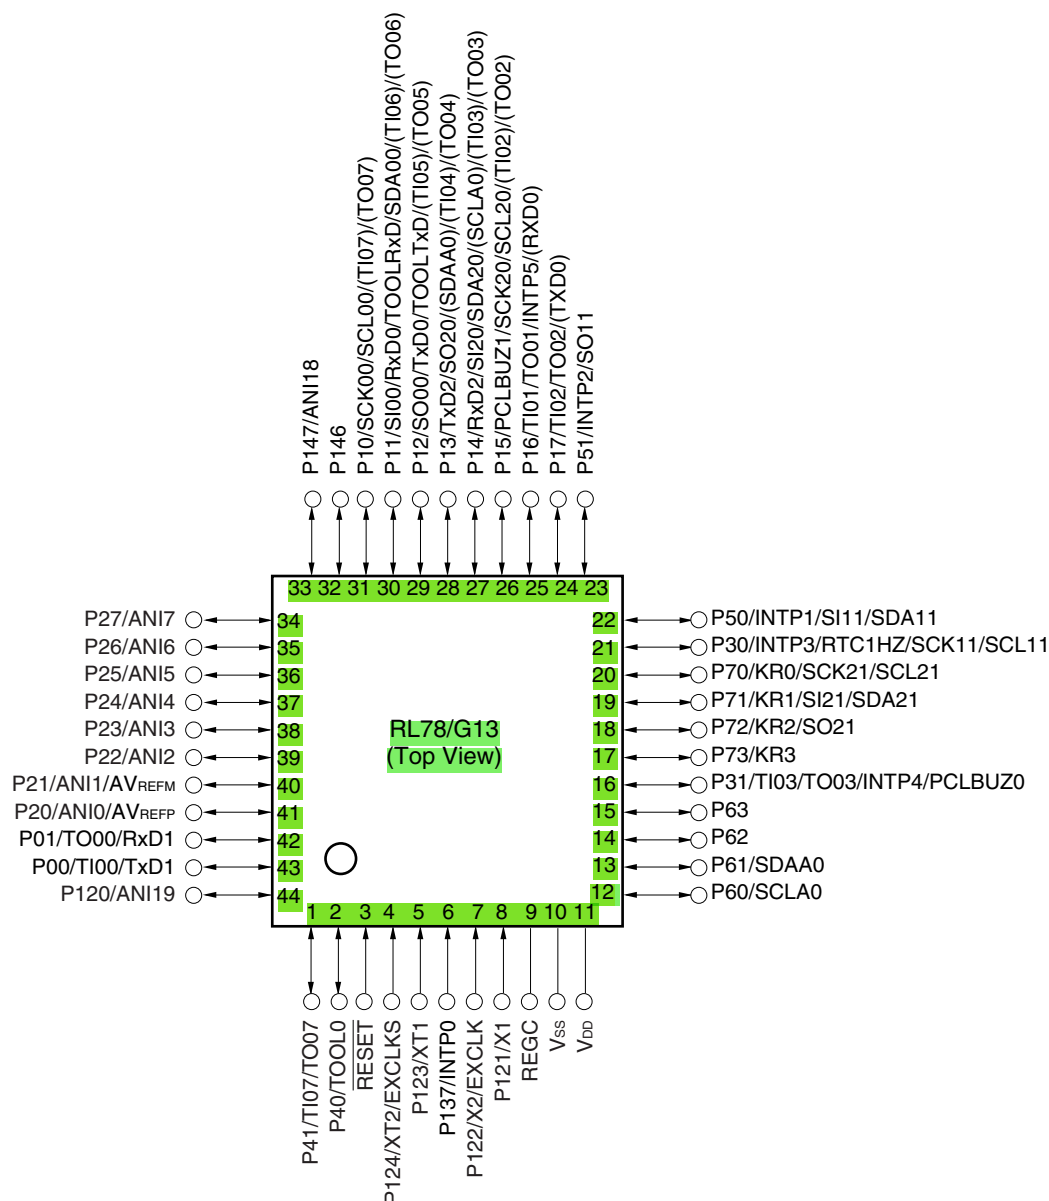 P147/ANI18
P146
P10/SCK00/SCL00/(TI07)/(TO07)
P11/SI00/RxD0/TOOLRxD/SDA00/(TI06)/(TO06)
P12/SO00/TxD0/TOOLTxD/(TI05)/(TO05)
P13/TxD2/SO20/(SDAA0)/(TI04)/(TO04)
P14/RxD2/SI20/SDA20/(SCLA0)/(TI03)/(TO03)
P15/PCLBUZ1/SCK20/SCL20/(TI02)/(TO02)
P16/TI01/TO01/INTP5/(RXD0)
P17/TI02/TO02/(TXD0)
P51/INTP2/SO11
33 32 31 30 29 28 27 26 25 24 23
P27/ANI7 34
P26/ANI6 35
P25/ANI5 36
P24/ANI4 37
P23/ANI3 38
P22/ANI2 39
P21/ANI1/AVREFM 40
P20/ANI0/AVREFP 41
P01/TO00/RxD1 42
P00/TI00/TxD1 43
P120/ANI19 44
RL78/G13
(Top View)
22 P50/INTP1/SI11/SDA11
21 P30/INTP3/RTC1HZ/SCK11/SCL11
20 P70/KR0/SCK21/SCL21
19 P71/KR1/SI21/SDA21
18 P72/KR2/SO21
17 P73/KR3
16 P31/TI03/TO03/INTP4/PCLBUZ0
15 P63
14 P62
13 P61/SDAA0
12 P60/SCLA0
1 2 3 4 5 6 7 8 9 10 11
P41/TI07/TO07
P40/TOOL0
RESET
P124/XT2/EXCLKS
P123/XT1
P137/INTP0
P122/X2/EXCLK
P121/X1
REGC
VSS
VDD